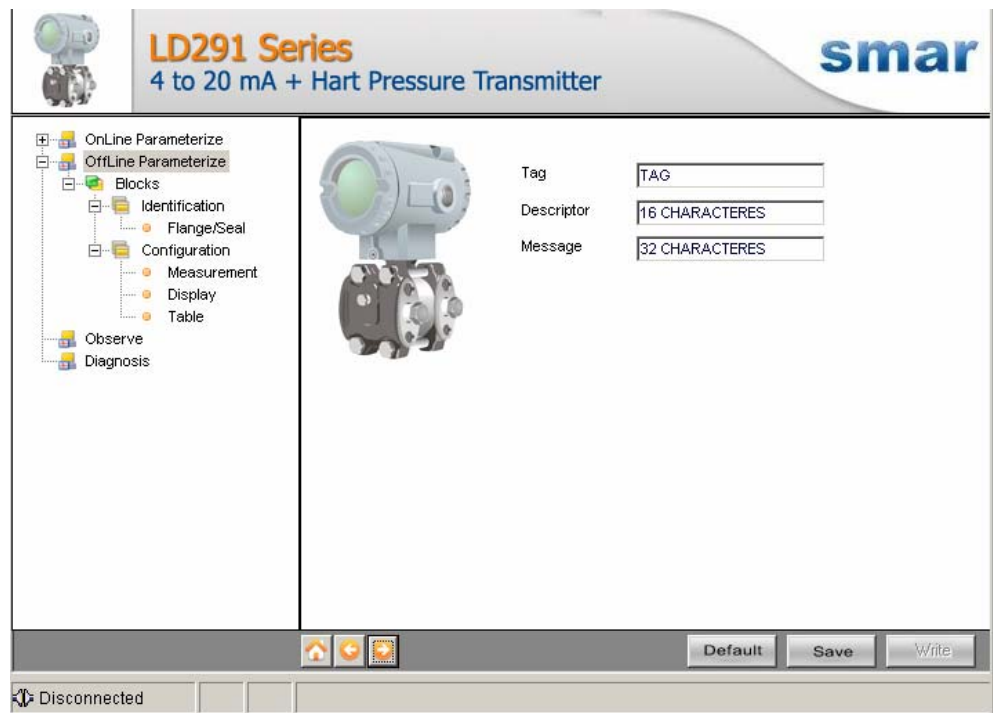 LD291 Series
4 to 20 mA + Hart Pressure Transmitter
smar
OnLine Parameterize
OffLine Parameterize
Blocks
Identification
Flange/Seal
Configuration
Measurement
Display
Table
Observe
Diagnosis
Tag TAG
Descriptor 16 CHARACTERES
Message 32 CHARACTERES
Default Save Write
Disconnected